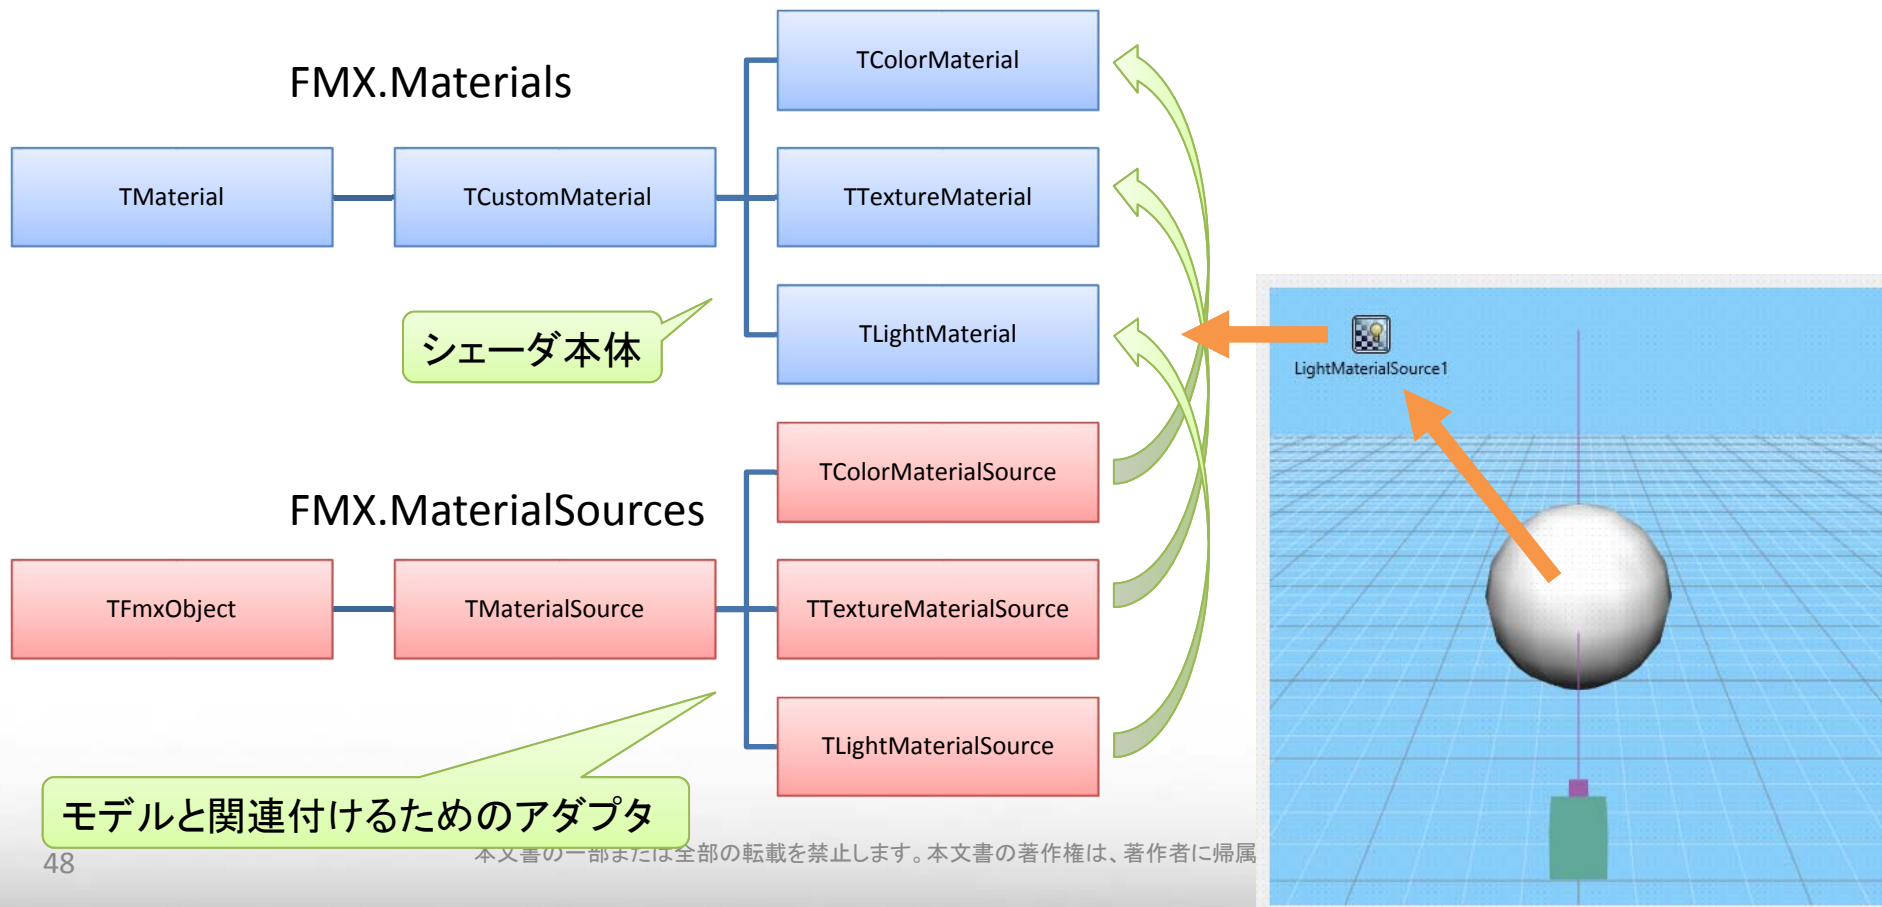 FMX.Materials
TMaterial
TCustomMaterial
TColorMaterial
TTextureMaterial
TLightMaterial
シェーダ本体
FMX.MaterialSources
TFmxObject
TMaterialSource
TColorMaterialSource
TTextureMaterialSource
TLightMaterialSource
モデルと関連付けるためのアダプタ
LightMaterialSource1
48
本文書の一部または全部の転載を禁止します。本文書の著作権は、著作者に帰属